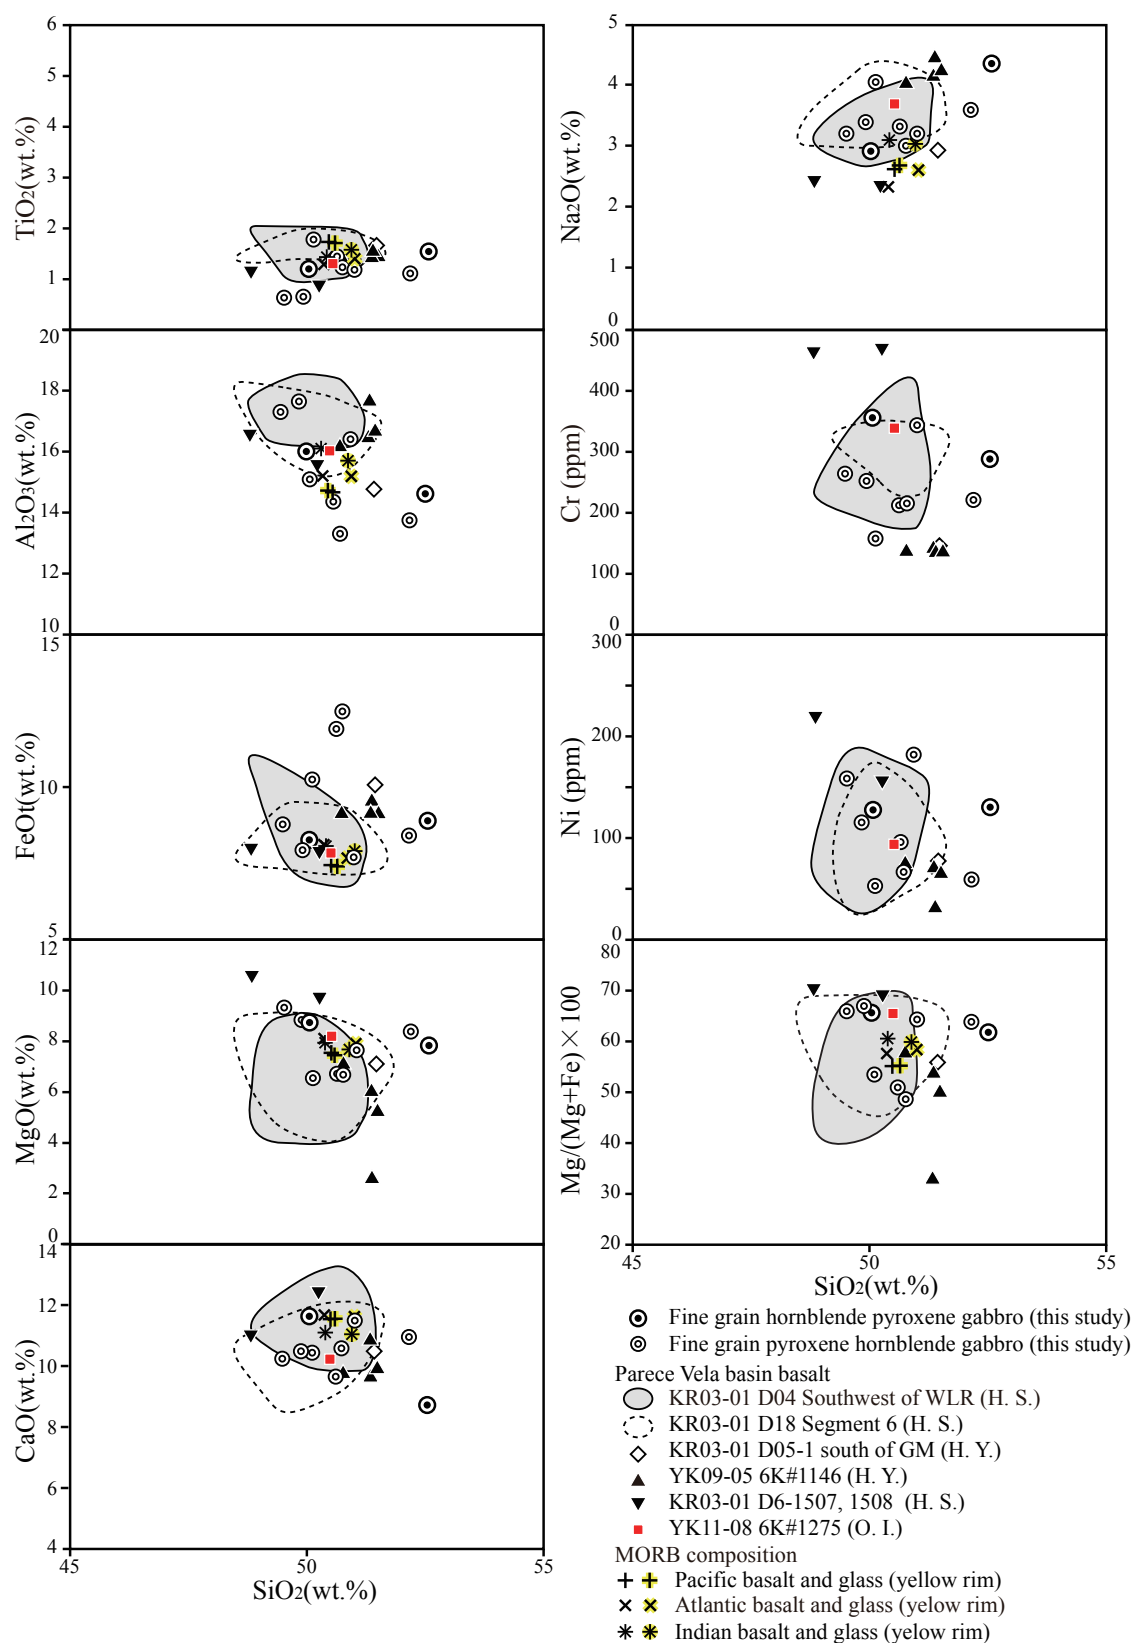 6
5
4
3
2
1
TiO2(wt.%)
20
18
16
14
12
10
Al2O3(wt.%)
15
10
5
FeOt(wt.%)
12
10
8
6
4
2
0
MgO(wt.%)
14
12
10
8
6
4
CaO(wt.%)
45
50
55
SiO2(wt.%)
5
4
3
2
1
0
Na2O(wt.%)
500
400
300
200
100
0
Cr (ppm)
300
200
100
0
Ni (ppm)
80
70
60
50
40
30
20
Mg/(Mg+Fe) × 100
45
50
55
SiO2(wt.%)
Fine grain hornblende pyroxene gabbro (this study)
Fine grain pyroxene hornblende gabbro (this study)
Parece Vela basin basalt
KR03-01 D04 Southwest of WLR (H. S.)
KR03-01 D18 Segment 6 (H. S.)
KR03-01 D05-1 south of GM (H. Y.)
YK09-05 6K#1146 (H. Y.)
KR03-01 D6-1507, 1508 (H. S.)
YK11-08 6K#1275 (O. I.)
MORB composition
Pacific basalt and glass (yellow rim)
Atlantic basalt and glass (yelow rim)
Indian basalt and glass (yelow rim)